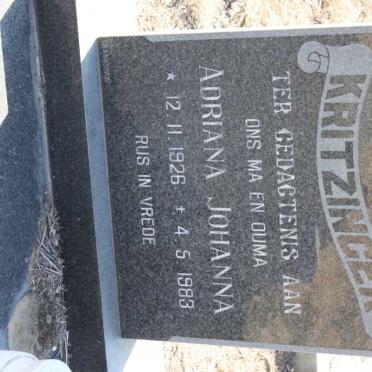 KRITZINGER
TER GEDAGTENIS AAN
ONS MA EN OUMA
ADRIANA JOHANNA
* 12.11.1926 + 4.5.1983
RUS IN VREDE